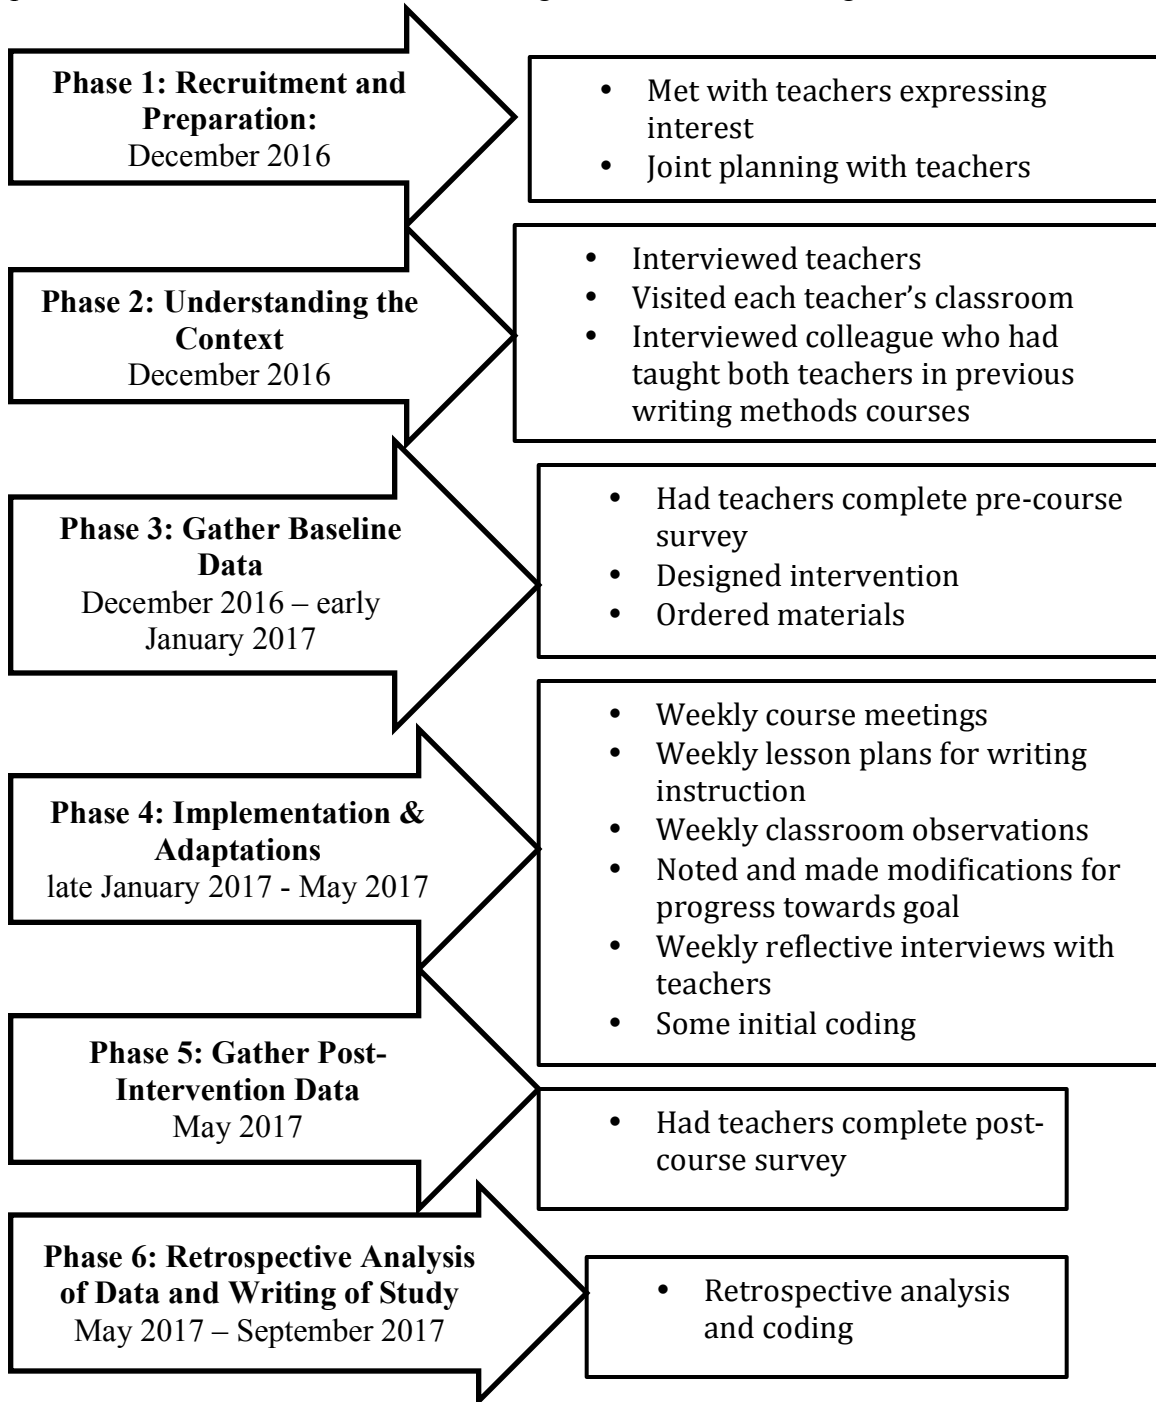 Phase 1: Recruitment and
Preparation:
December 2016
• Met with teachers expressing
interest
• Joint planning with teachers
Phase 2: Understanding the
Context
December 2016
• Interviewed teachers
• Visited each teacher’s classroom
• Interviewed colleague who had
taught both teachers in previous
writing methods courses
Phase 3: Gather Baseline
Data
December 2016 – early
January 2017
• Had teachers complete pre-course
survey
• Designed intervention
• Ordered materials
Phase 4: Implementation &
Adaptations
late January 2017 - May 2017
• Weekly course meetings
• Weekly lesson plans for writing
instruction
• Weekly classroom observations
• Noted and made modifications for
progress towards goal
• Weekly reflective interviews with
teachers
• Some initial coding
Phase 5: Gather Post-
Intervention Data
May 2017
• Had teachers complete post-
course survey
Phase 6: Retrospective Analysis
of Data and Writing of Study
May 2017 – September 2017
• Retrospective analysis
and coding